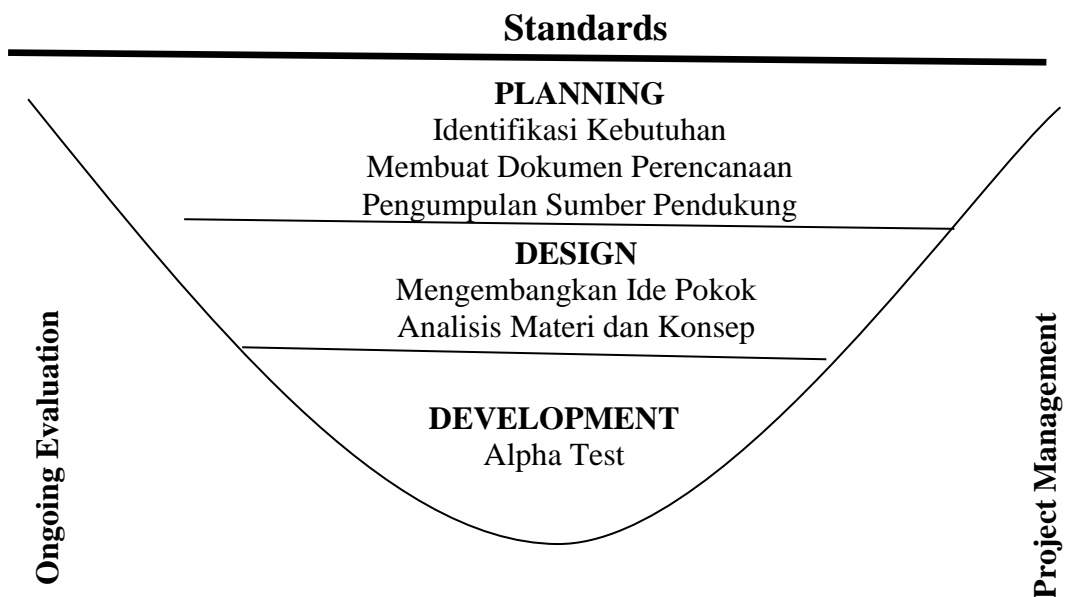 Standards
PLANNING
Identifikasi Kebutuhan
Membuat Dokumen Perencanaan
Pengumpulan Sumber Pendukung
DESIGN
Mengembangkan Ide Pokok
Analisis Materi dan Konsep
DEVELOPMENT
Alpha Test
Ongoing Evaluation
Project Management